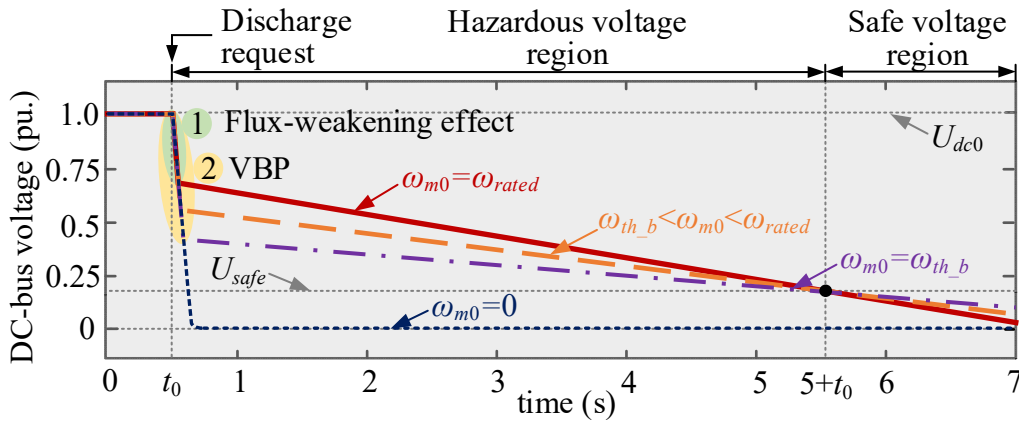 Discharge
request
Hazardous voltage
region
Safe voltage
region
DC-bus voltage (pu.)
1.0
0.75
0.5
0.25
0
1 Flux-weakening effect
2 VBP
U_dc0
ω_m0=ω_rated
ω_th_b<ω_m0<ω_rated
ω_m0=ω_th_b
U_safe
ω_m0=0
0 t_0 1 2 3 4 5 5+t_0 6 7
time (s)